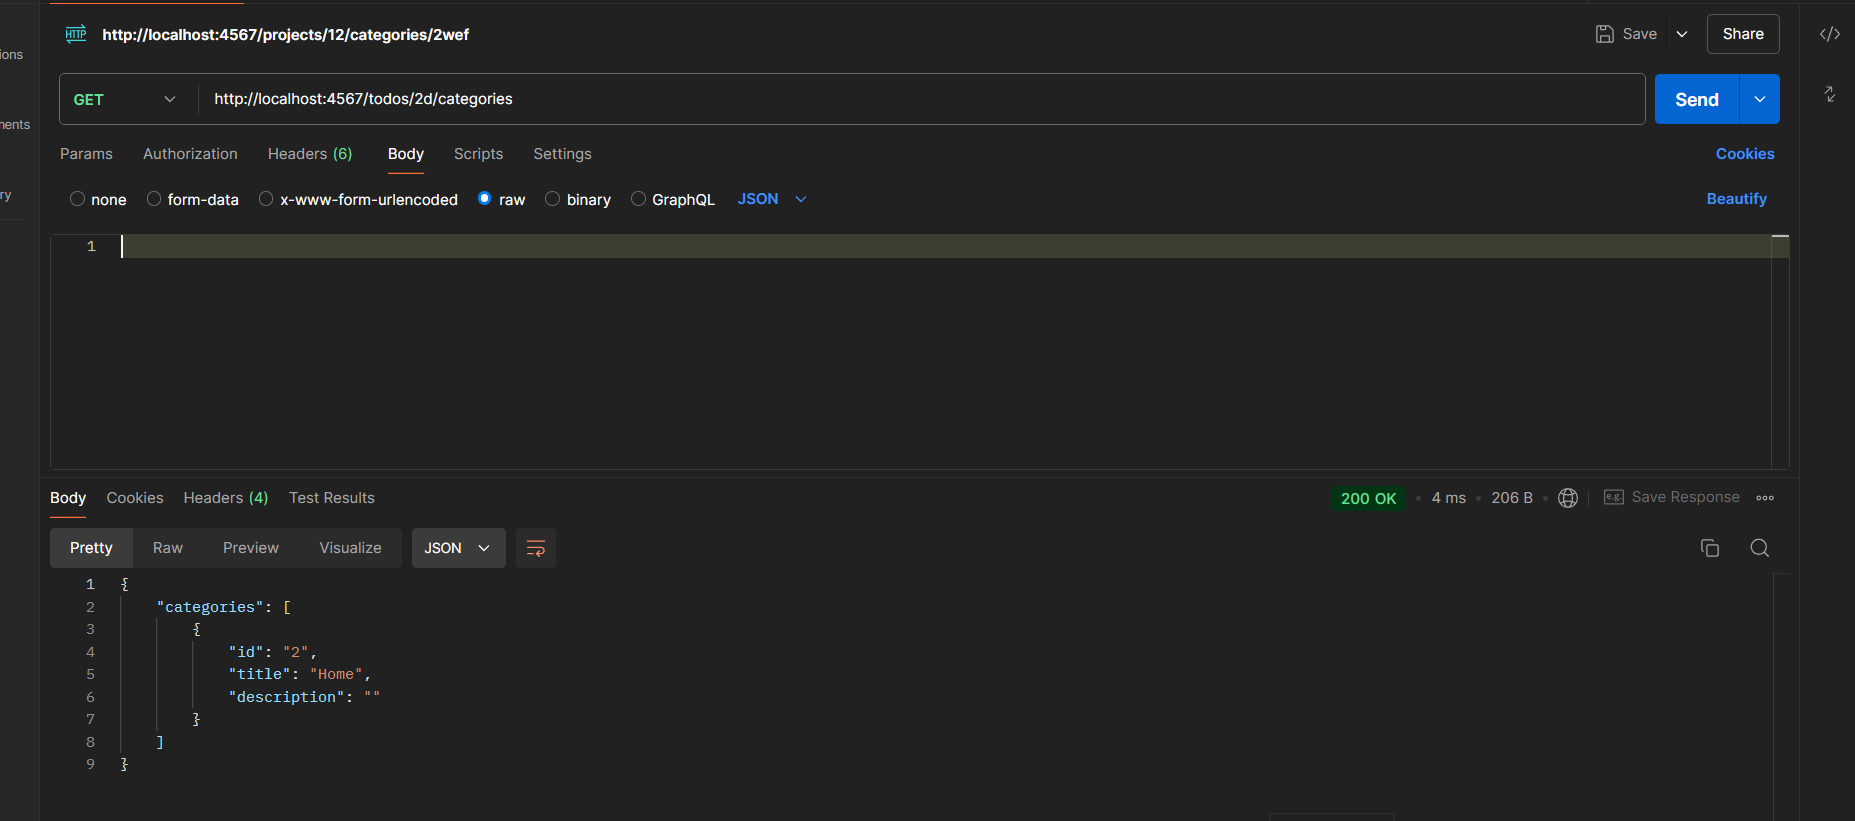 http://localhost:4567/projects/12/categories/2wef
Save
Share
ions
GET
http://localhost:4567/todos/2d/categories
Send
nents
Params Authorization Headers (6) Body Scripts Settings Cookies
ry
none form-data x-www-form-urlencoded raw binary GraphQL JSON Beautify
1
Body Cookies Headers (4) Test Results 200 OK 4 ms 206 B e.g. Save Response
Pretty Raw Preview Visualize JSON
1 {
2 "categories": [
3 {
4 "id": "2",
5 "title": "Home",
6 "description": ""
7 }
8 ]
9 }